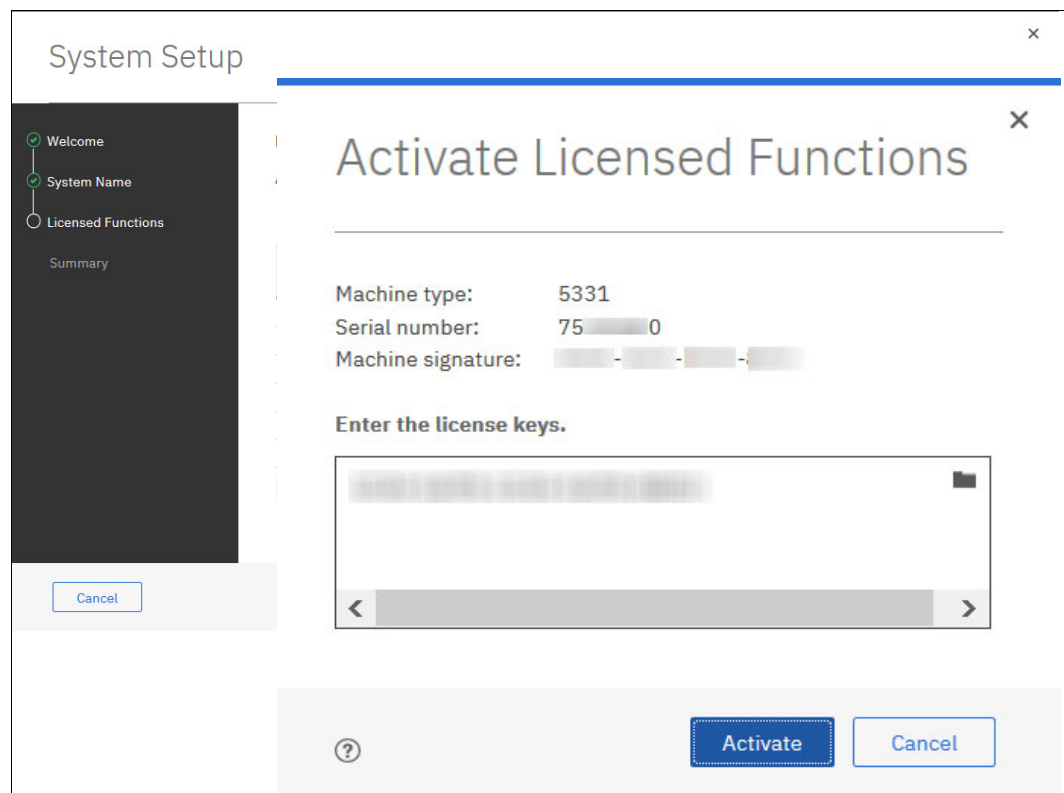 System Setup
Welcome
System Name
Licensed Functions
Summary
Cancel
Activate Licensed Functions
Machine type: 5331
Serial number: 75 0
Machine signature: - - -
Enter the license keys.
Activate
Cancel